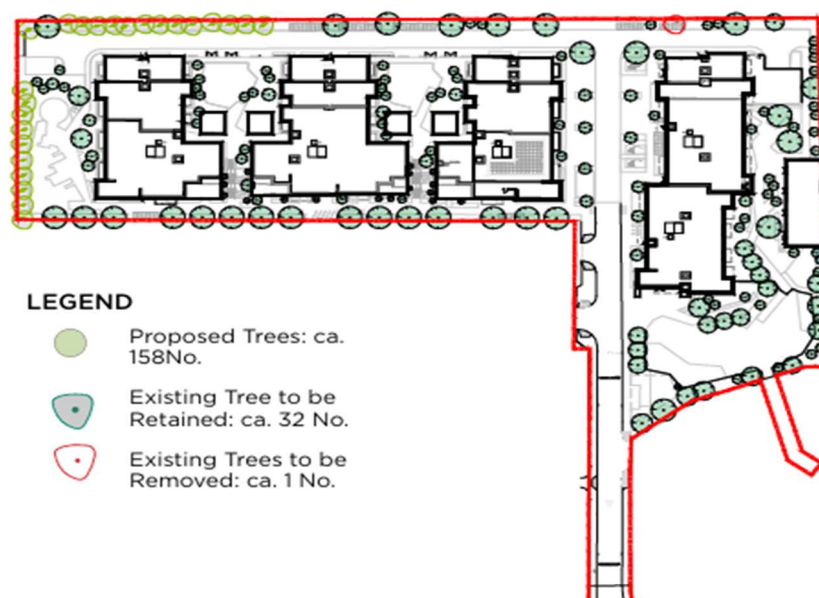 LEGEND
Proposed Trees: ca.
158No.
Existing Tree to be
Retained: ca. 32 No.
Existing Trees to be
Removed: ca. 1 No.